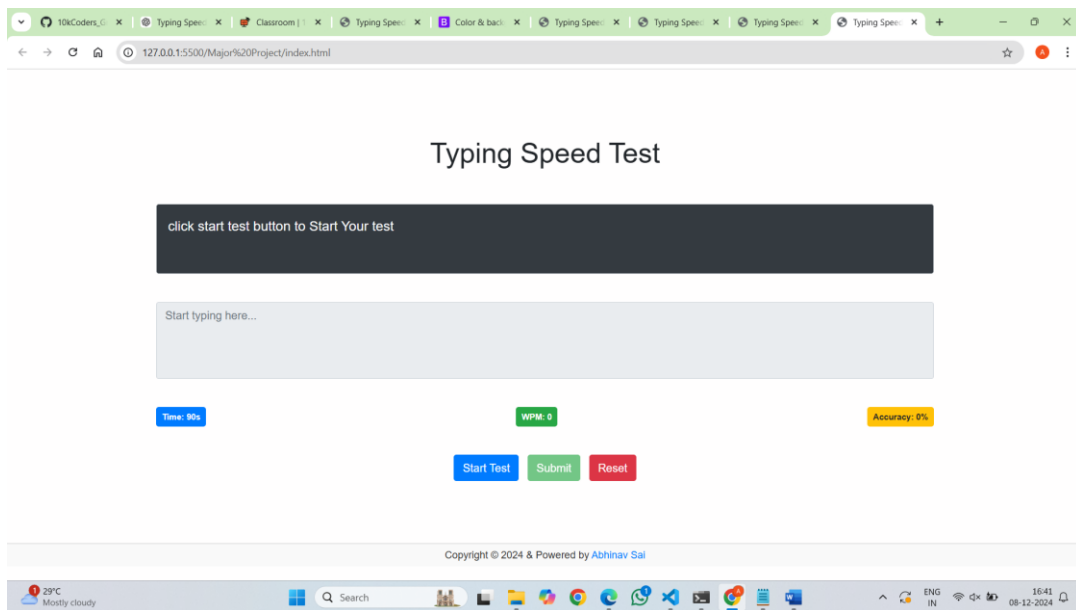 10kCoders_G
Typing Speed
Classroom | 1
Typing Speed
Color & back
Typing Speed
Typing Speed
Typing Speed
Typing Speed
127.0.0.1:5500/Major%20Project/index.html
A
Typing Speed Test
click start test button to Start Your test
Start typing here...
Time: 90s
WPM: 0
Accuracy: 0%
Start Test
Submit
Reset
Copyright © 2024 & Powered by Abhinav Sai
1
29°C
Mostly cloudy
Search
ENG
IN
16:41
08-12-2024